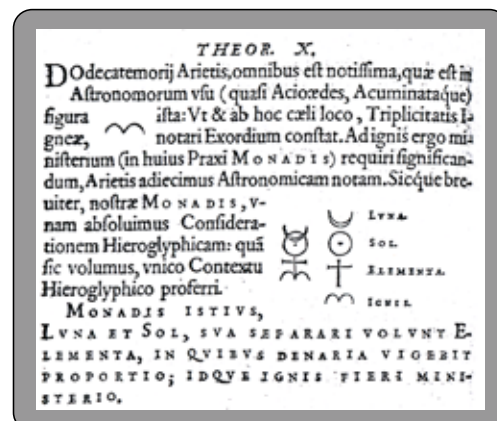 THEOR. X.
DOdecatemorij Arietis, omnibus eſt notiſſima, quæ eſt in
Aſtronomorum vſu (quaſi Acioædes, Acuminataque)
figura iſta: Vt & ab hoc cæli loco, Triplicitatis I-
gneæ, notari Exordium conſtat. Ad ignis ergo mi-
niſterium (in huius Praxi MONADIS) requiri ſignifican-
dum, Arietis adiecimus Aſtronomicam notam. Sicq́ue bre-
uiter, noſtræ MONADIS, v-
nam abſoluimus Conſidera-
tionem Hieroglyphicam: quã
ſic volumus, vnico Contextu
Hieroglyphico proferri.
LVNA.
SOL.
ELEMENTA.
IGNIS.
MONADIS ISTIVS,
LVNA ET SOL, SVA SEPARARI VOLVNT E-
LEMENTA, IN QVIBVS DENARIA VIGEBIT
PROPORTIO; IDQVE IGNIS FIERI MINI-
STERIO.